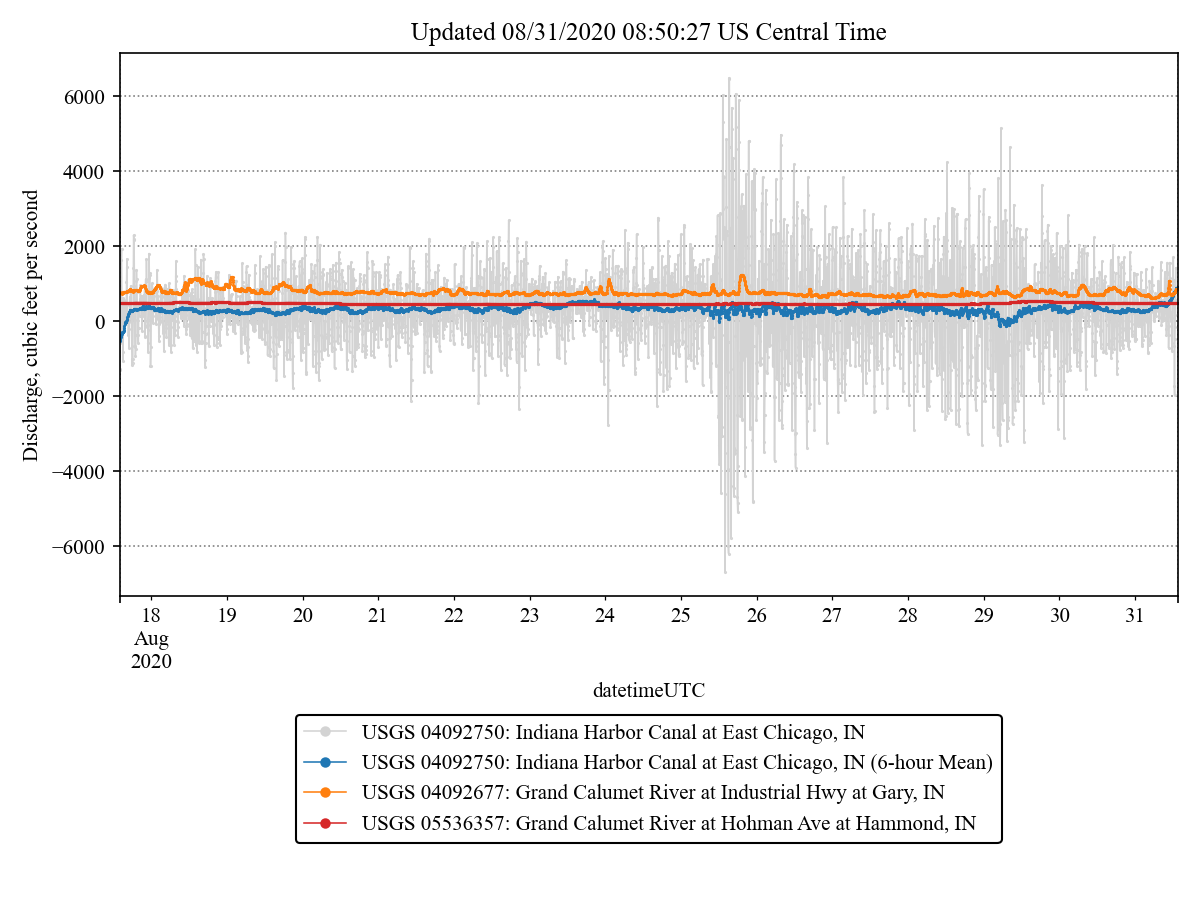 Updated 08/31/2020 08:50:27 US Central Time
Discharge, cubic feet per second
6000
4000
2000
0
−2000
−4000
−6000
18 19 20 21 22 23 24 25 26 27 28 29 30 31
Aug
2020
datetimeUTC
USGS 04092750: Indiana Harbor Canal at East Chicago, IN
USGS 04092750: Indiana Harbor Canal at East Chicago, IN (6-hour Mean)
USGS 04092677: Grand Calumet River at Industrial Hwy at Gary, IN
USGS 05536357: Grand Calumet River at Hohman Ave at Hammond, IN